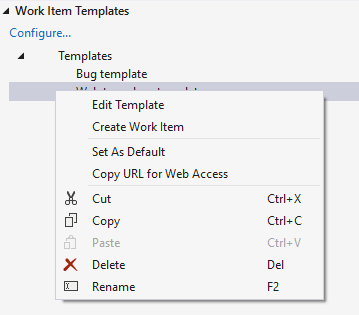 Work Item Templates
Configure...
Templates
Bug template
Edit Template
Create Work Item
Set As Default
Copy URL for Web Access
Cut Ctrl+X
Copy Ctrl+C
Paste Ctrl+V
Delete Del
Rename F2